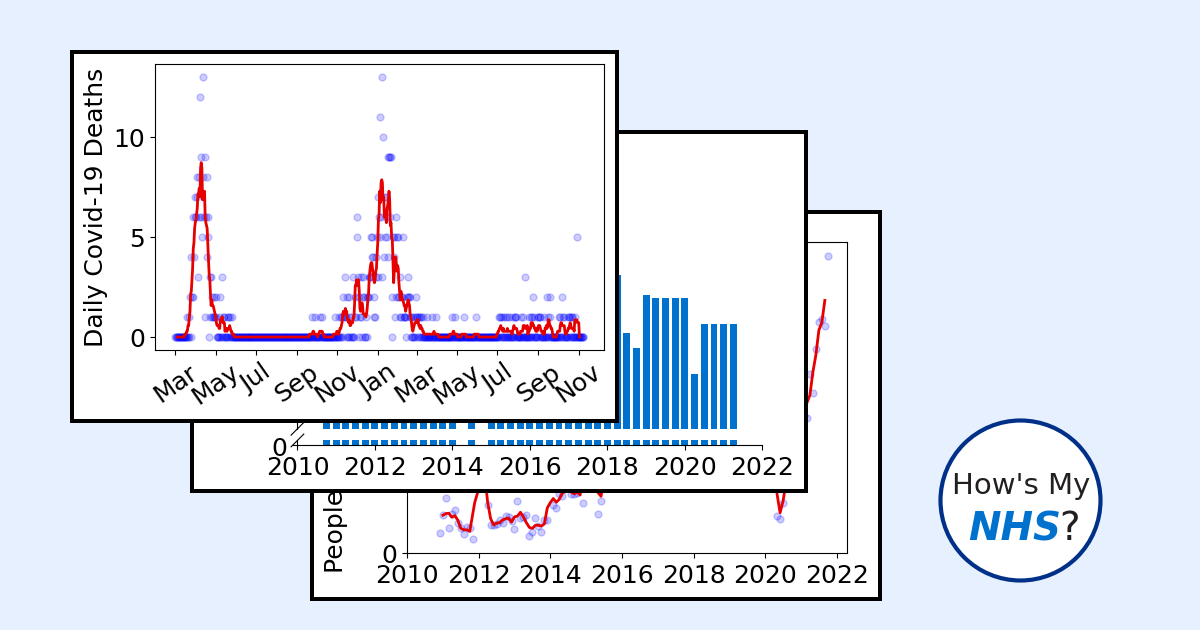 Daily Covid-19 Deaths
10
5
0
Mar May Jul Sep Nov Jan Mar May Jul Sep Nov
0
2010 2012 2014 2016 2018 2020 2022
People
0
2010 2012 2014 2016 2018 2020 2022
How's My
NHS?